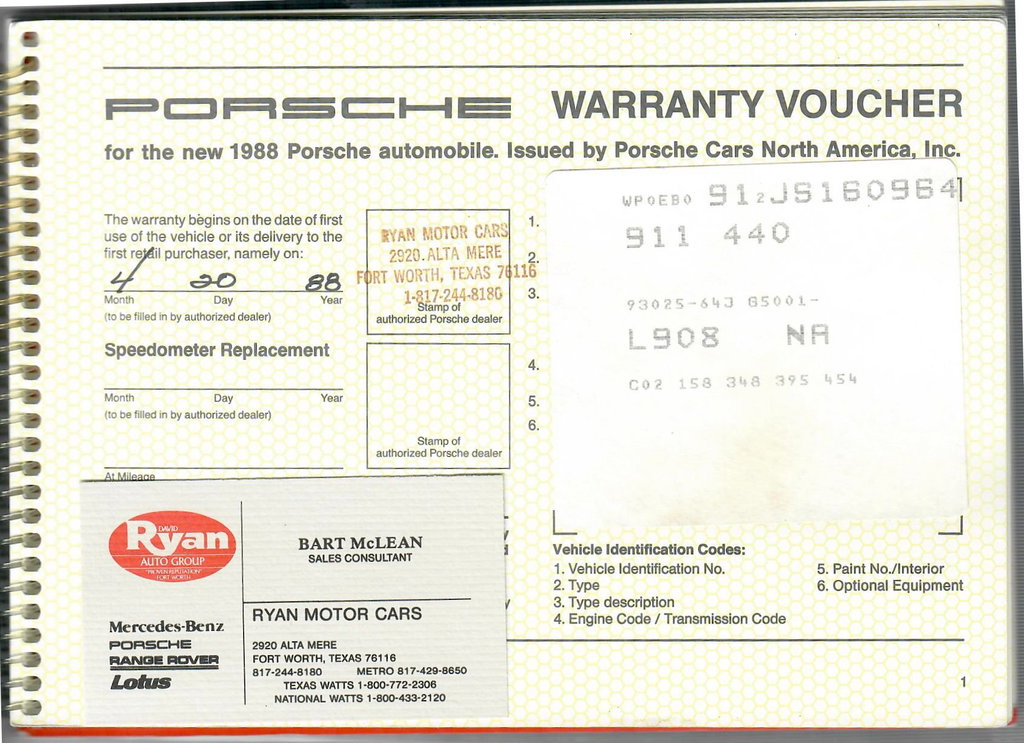 PORSCHE WARRANTY VOUCHER
for the new 1988 Porsche automobile. Issued by Porsche Cars North America, Inc.
The warranty begins on the date of first
use of the vehicle or its delivery to the
first retail purchaser, namely on:
4 20 88
Month Day Year
(to be filled in by authorized dealer)
RYAN MOTOR CARS
2920 ALTA MERE
FORT WORTH, TEXAS 76116
1-817-244-8180
Stamp of
authorized Porsche dealer
Speedometer Replacement
Month Day Year
(to be filled in by authorized dealer)
At Mileage
Stamp of
authorized Porsche dealer
1.
2.
3.
4.
5.
6.
WP0EB0 912JS160964
911 440
93025-64J G5001-
L908 NA
C02 158 348 395 454
Vehicle Identification Codes:
1. Vehicle Identification No.
2. Type
3. Type description
4. Engine Code / Transmission Code
5. Paint No./Interior
6. Optional Equipment
1
DAVID
Ryan
AUTO GROUP
"PROVEN REPUTATION"
FORT WORTH
Mercedes-Benz
PORSCHE
RANGE ROVER
Lotus
BART McLEAN
SALES CONSULTANT
RYAN MOTOR CARS
2920 ALTA MERE
FORT WORTH, TEXAS 76116
817-244-8180 METRO 817-429-8650
TEXAS WATTS 1-800-772-2306
NATIONAL WATTS 1-800-433-2120